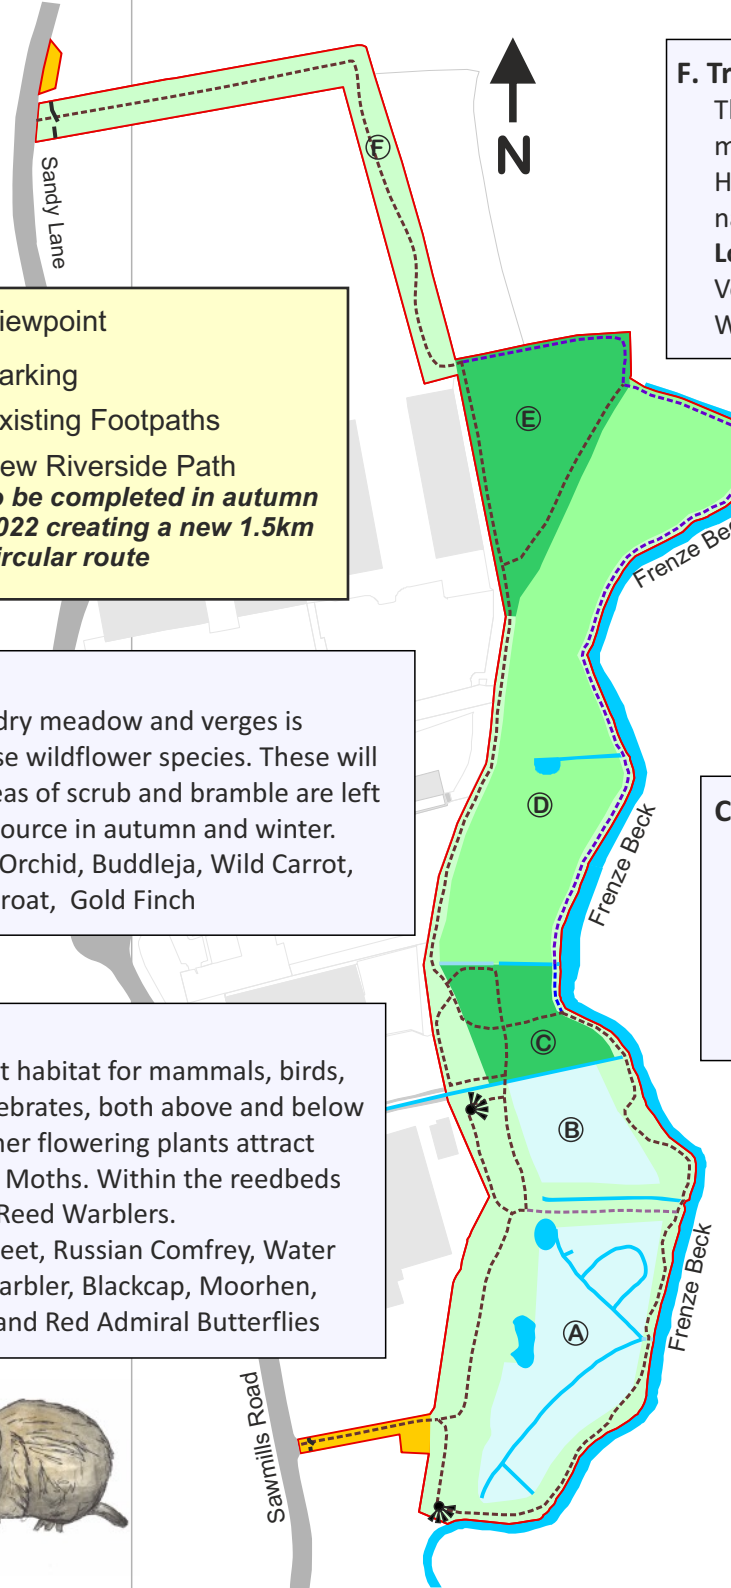 F. Tr
Th
m
H
na
Le
Ve
W
N
F
Sandy Lane
iewpoint
arking
xisting Footpaths
ew Riverside Path
o be completed in autumn
022 creating a new 1.5km
ircular route
E
Frenze Bec
dry meadow and verges is
se wildflower species. These will
eas of scrub and bramble are left
source in autumn and winter.
Orchid, Buddleja, Wild Carrot,
roat, Gold Finch
D
Frenze Beck
C
C
t habitat for mammals, birds,
ebrates, both above and below
her flowering plants attract
Moths. Within the reedbeds
Reed Warblers.
eet, Russian Comfrey, Water
arbler, Blackcap, Moorhen,
and Red Admiral Butterflies
B
Frenze Beck
A
Sawmills Road